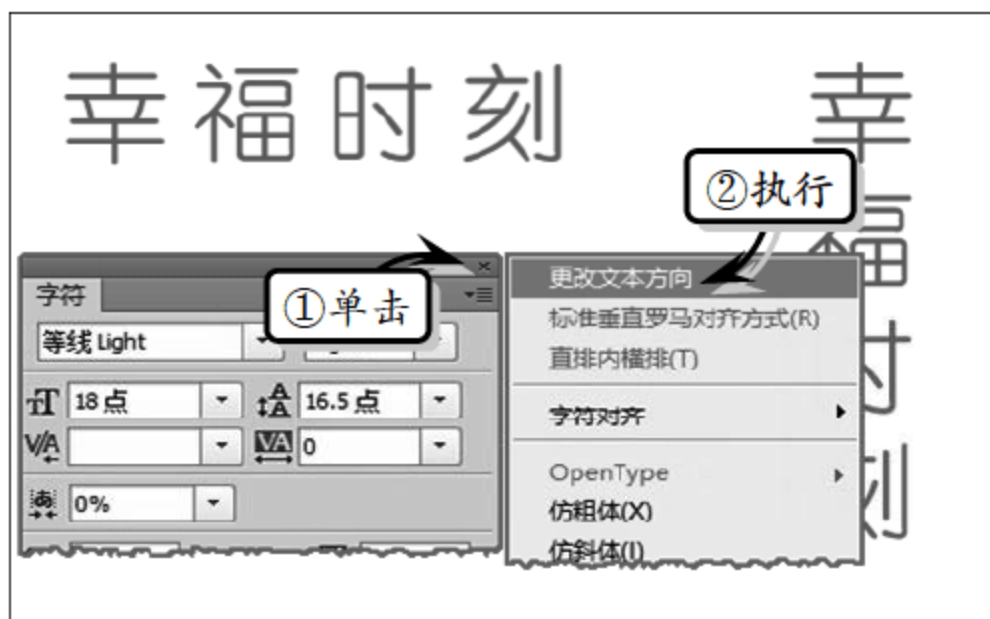 幸福时刻
幸
福
时
刻
②执行
①单击
字符
等线 Light
18 点
16.5 点
0
0%
更改文本方向
标准垂直罗马对齐方式(R)
直排内横排(T)
字符对齐
OpenType
仿粗体(X)
仿斜体(I)